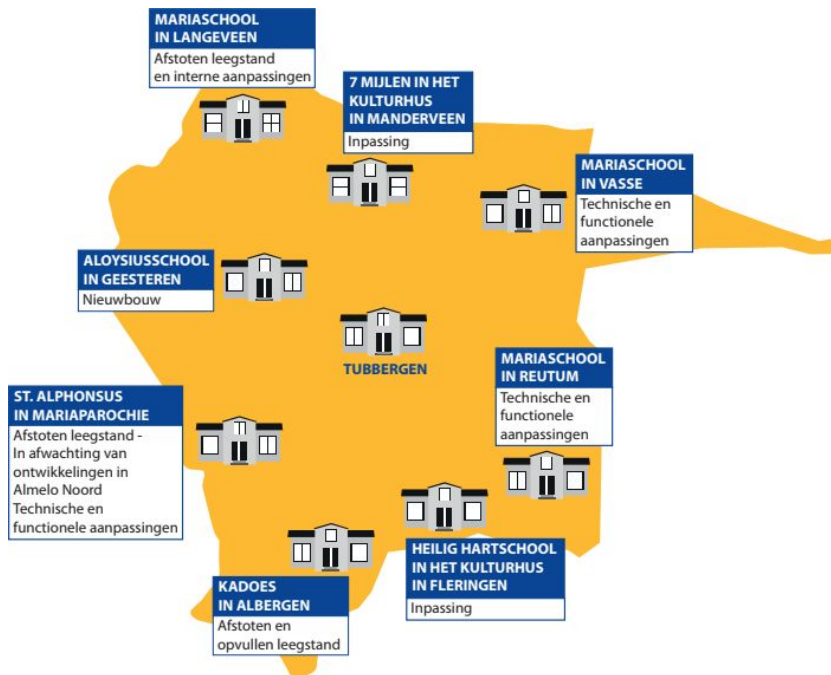 MARIASCHOOL
IN LANGEVEEN
Afstoten leegstand
en interne aanpassingen
7 MIJLEN IN HET
KULTURHUS
IN MANDERVEEN
Inpassing
MARIASCHOOL
IN VASSE
Technische en
functionele
aanpassingen
ALOYSIUSSCHOOL
IN GEESTEREN
Nieuwbouw
TUBBERGEN
MARIASCHOOL
IN REUTUM
Technische en
functionele
aanpassingen
ST. ALPHONSUS
IN MARIAPAROCHIE
Afstoten leegstand -
In afwachting van
ontwikkelingen in
Almelo Noord
Technische en
functionele aanpassingen
HEILIG HARTSCHOOL
IN HET KULTURHUS
IN FLERINGEN
Inpassing
KADOES
IN ALBERGEN
Afstoten en
opvullen leegstand